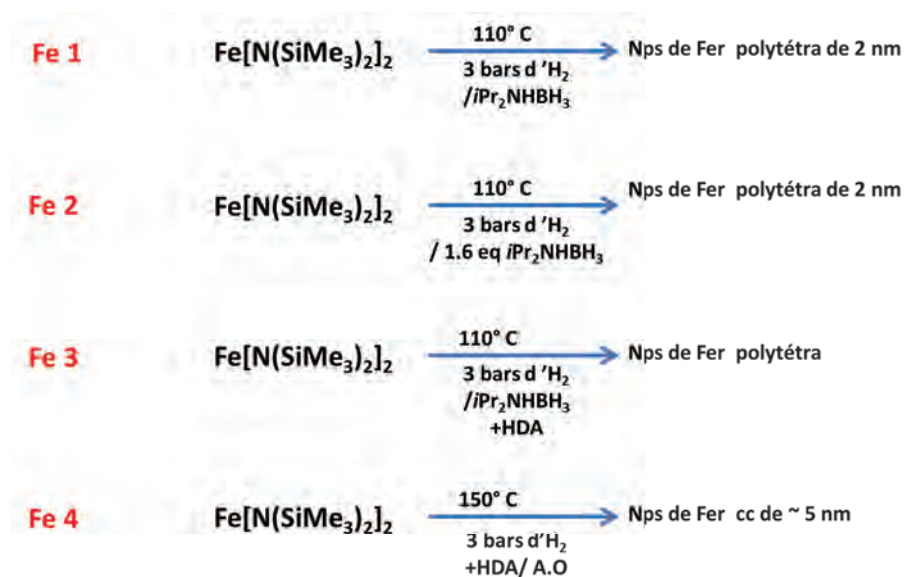 Fe 1 Fe[N(SiMe₃)₂]₂ 110° C Nps de Fer polytétra de 2 nm
3 bars d 'H₂
/iPr₂NHBH₃
Fe 2 Fe[N(SiMe₃)₂]₂ 110° C Nps de Fer polytétra de 2 nm
3 bars d 'H₂
/ 1.6 eq iPr₂NHBH₃
Fe 3 Fe[N(SiMe₃)₂]₂ 110° C Nps de Fer polytétra
3 bars d 'H₂
/iPr₂NHBH₃
+HDA
Fe 4 Fe[N(SiMe₃)₂]₂ 150° C Nps de Fer cc de ~ 5 nm
3 bars d'H₂
+HDA/ A.O